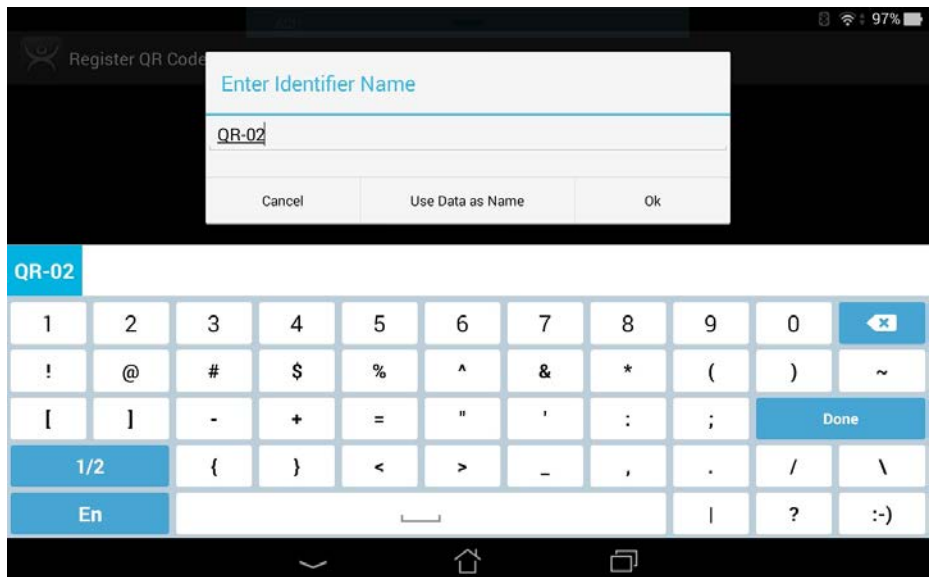 97%
Register QR Code
Enter Identifier Name
QR-02
Cancel Use Data as Name Ok
QR-02
1 2 3 4 5 6 7 8 9 0
! @ # $ % ^ & * ( ) ~
[ ] - + = " ' : ; Done
1/2 { } < > _ , . / \
En | ? :-)